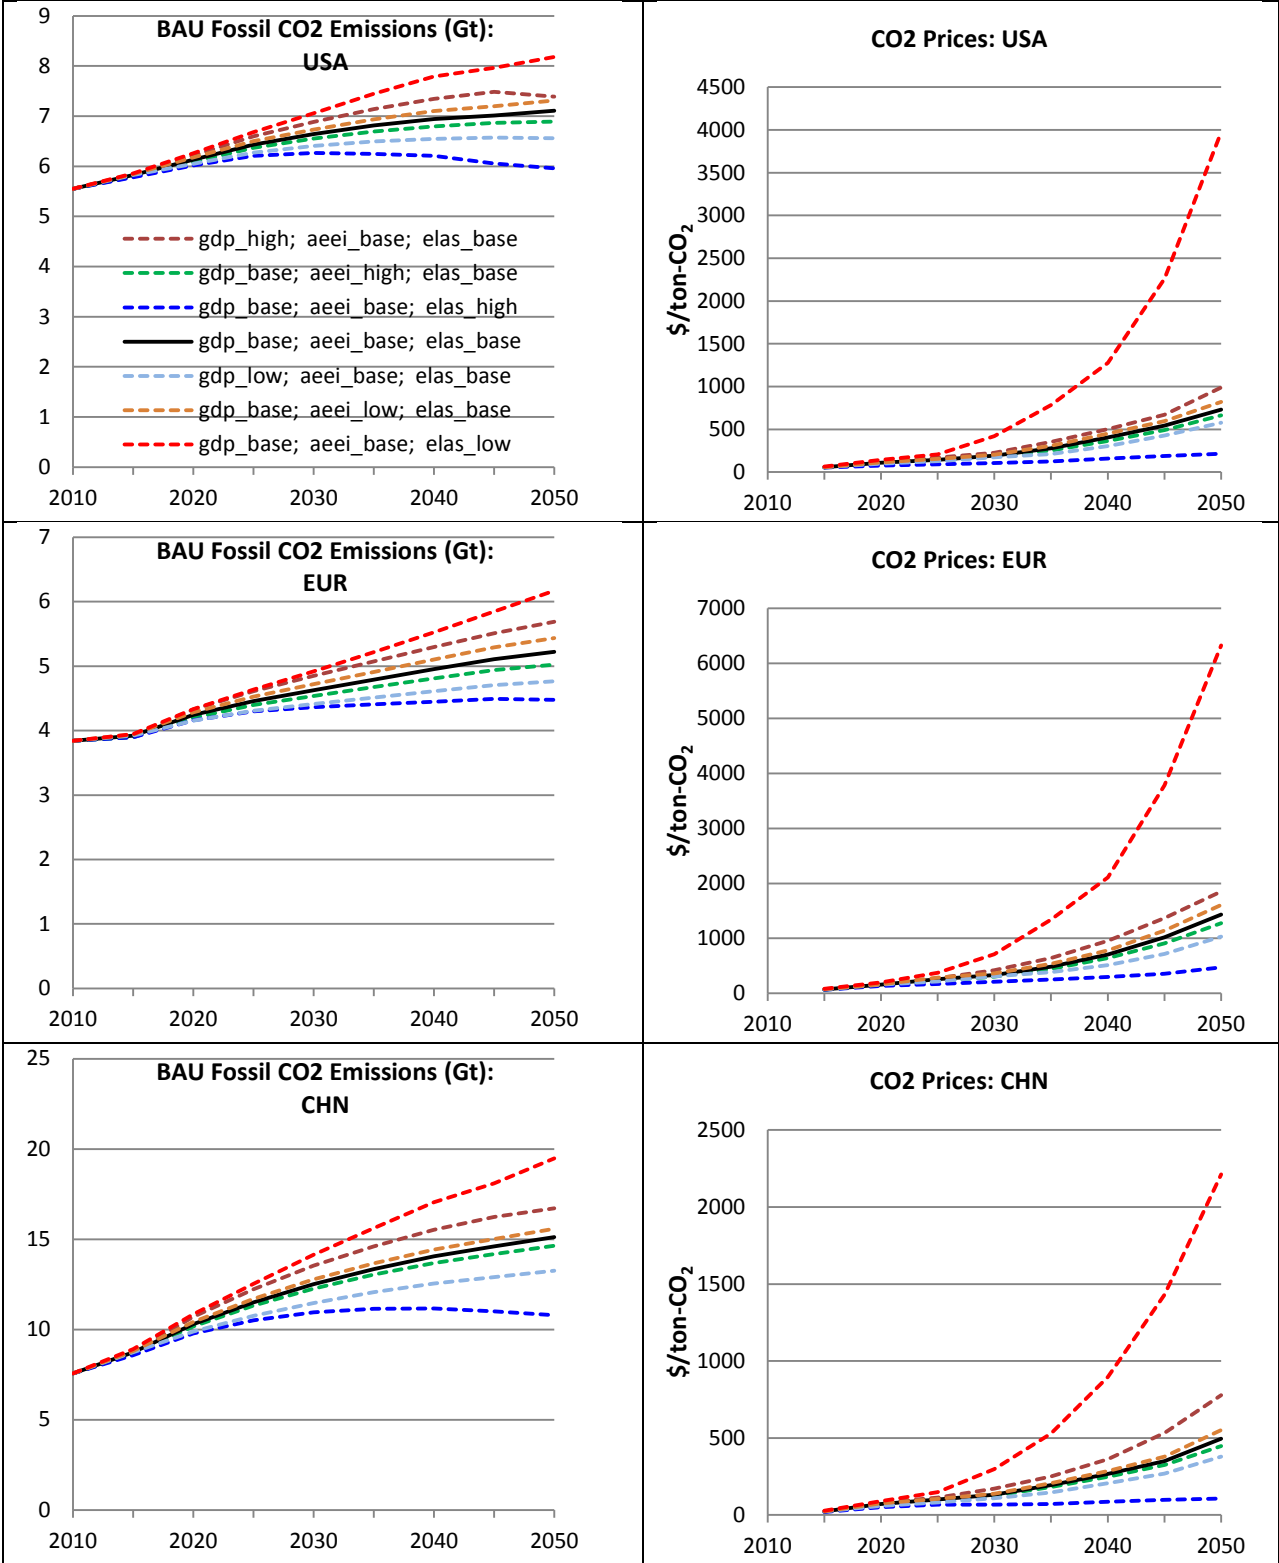 BAU Fossil CO2 Emissions (Gt):
USA
9
8
7
6
5
4
3
2
1
0
gdp_high; aeei_base; elas_base
gdp_base; aeei_high; elas_base
gdp_base; aeei_base; elas_high
gdp_base; aeei_base; elas_base
gdp_low; aeei_base; elas_base
gdp_base; aeei_low; elas_base
gdp_base; aeei_base; elas_low
2010 2020 2030 2040 2050
CO2 Prices: USA
$/ton-CO₂
4500
4000
3500
3000
2500
2000
1500
1000
500
0
2010 2020 2030 2040 2050
BAU Fossil CO2 Emissions (Gt):
EUR
7
6
5
4
3
2
1
0
2010 2020 2030 2040 2050
CO2 Prices: EUR
$/ton-CO₂
7000
6000
5000
4000
3000
2000
1000
0
2010 2020 2030 2040 2050
BAU Fossil CO2 Emissions (Gt):
CHN
25
20
15
10
5
0
2010 2020 2030 2040 2050
CO2 Prices: CHN
$/ton-CO₂
2500
2000
1500
1000
500
0
2010 2020 2030 2040 2050